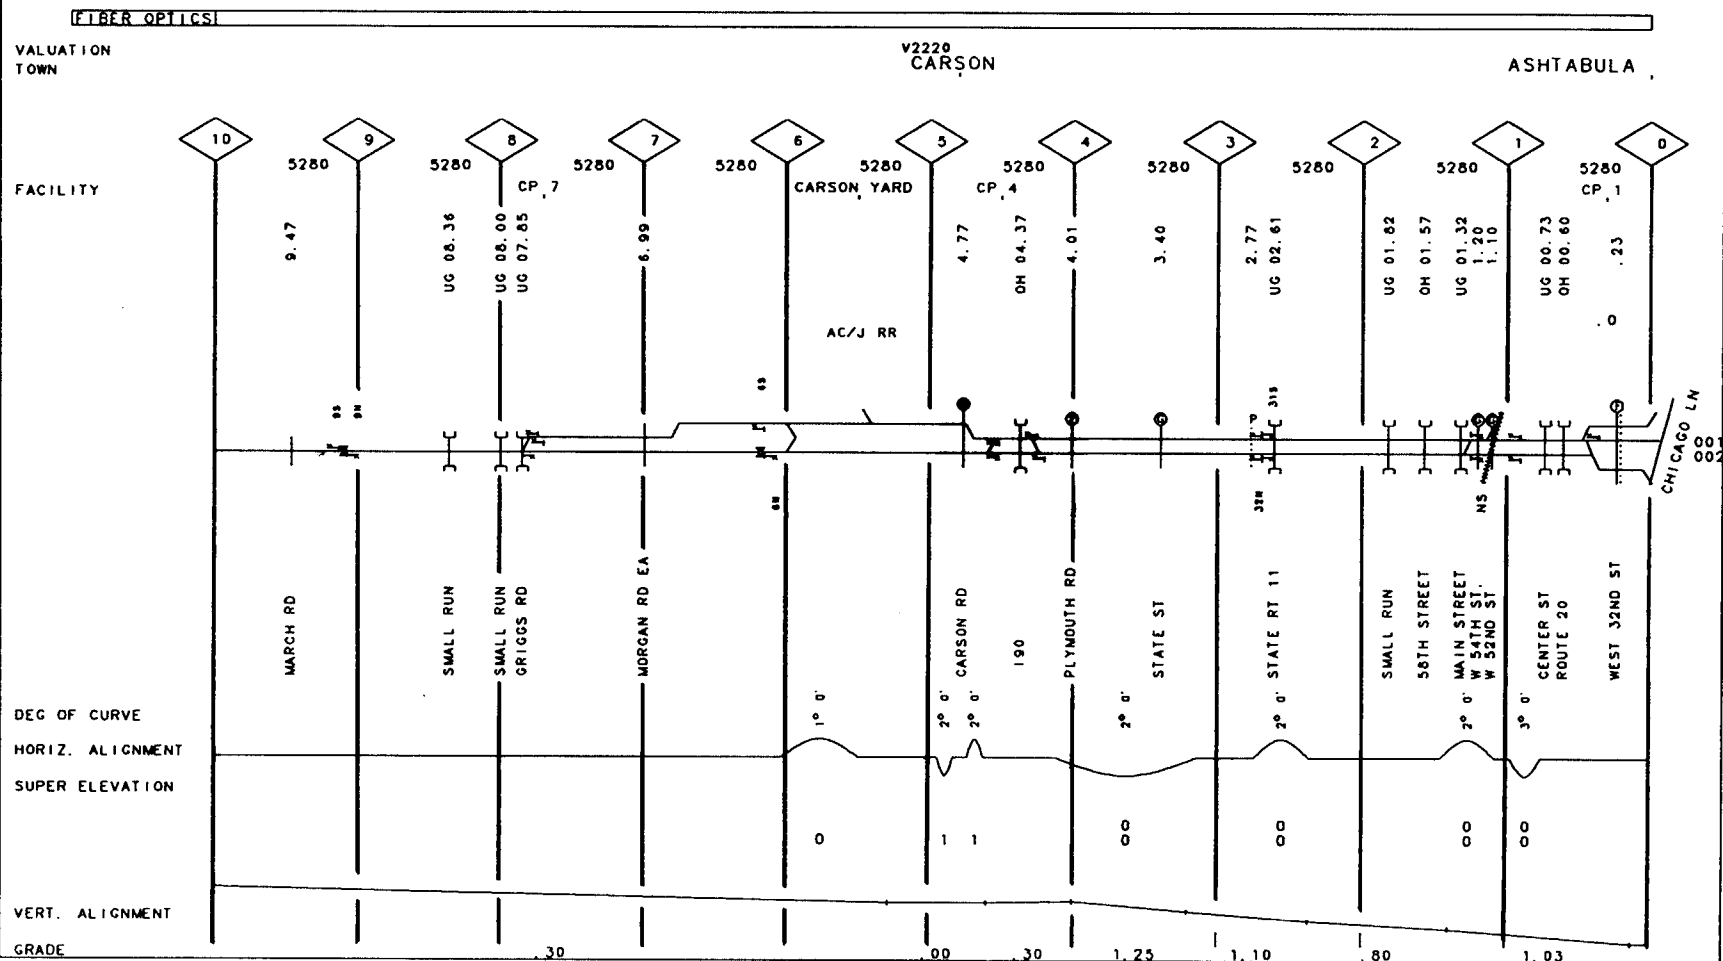 FIBER OPTICS
VALUATION V2220
TOWN CARSON ASHTABULA
10 9 8 7 6 5 4 3 2 1 0
5280 5280 5280 5280 5280 5280 5280 5280 5280 5280
FACILITY CP 7 CARSON YARD CP 4 CP 1
9.47
UG 08.36
UG 08.00
UG 07.85
6.99
4.77
OH 04.37
4.01
3.40
2.77
UG 02.61
UG 01.82
OH 01.57
UG 01.32
1.20
1.10
UG 00.73
OH 00.60
.23
.0
AC/J RR
9S 9N 6S P 31S
001
002
CHICAGO LN
6N 32N NS
MARCH RD
SMALL RUN
SMALL RUN
GRIGGS RD
MORGAN RD EA
CARSON RD
190
PLYMOUTH RD
STATE ST
STATE RT 11
SMALL RUN
58TH STREET
MAIN STREET
W 54TH ST.
W 52ND ST
CENTER ST
ROUTE 20
WEST 32ND ST
DEG OF CURVE 1° 0' 2° 0' 2° 0' 2° 0' 2° 0' 2° 0' 3° 0'
HORIZ. ALIGNMENT
SUPER ELEVATION
0 0 0 0
0 1 1 0 0 0 0
VERT. ALIGNMENT
GRADE .30 .00 .30 1.25 1.10 .80 1.03